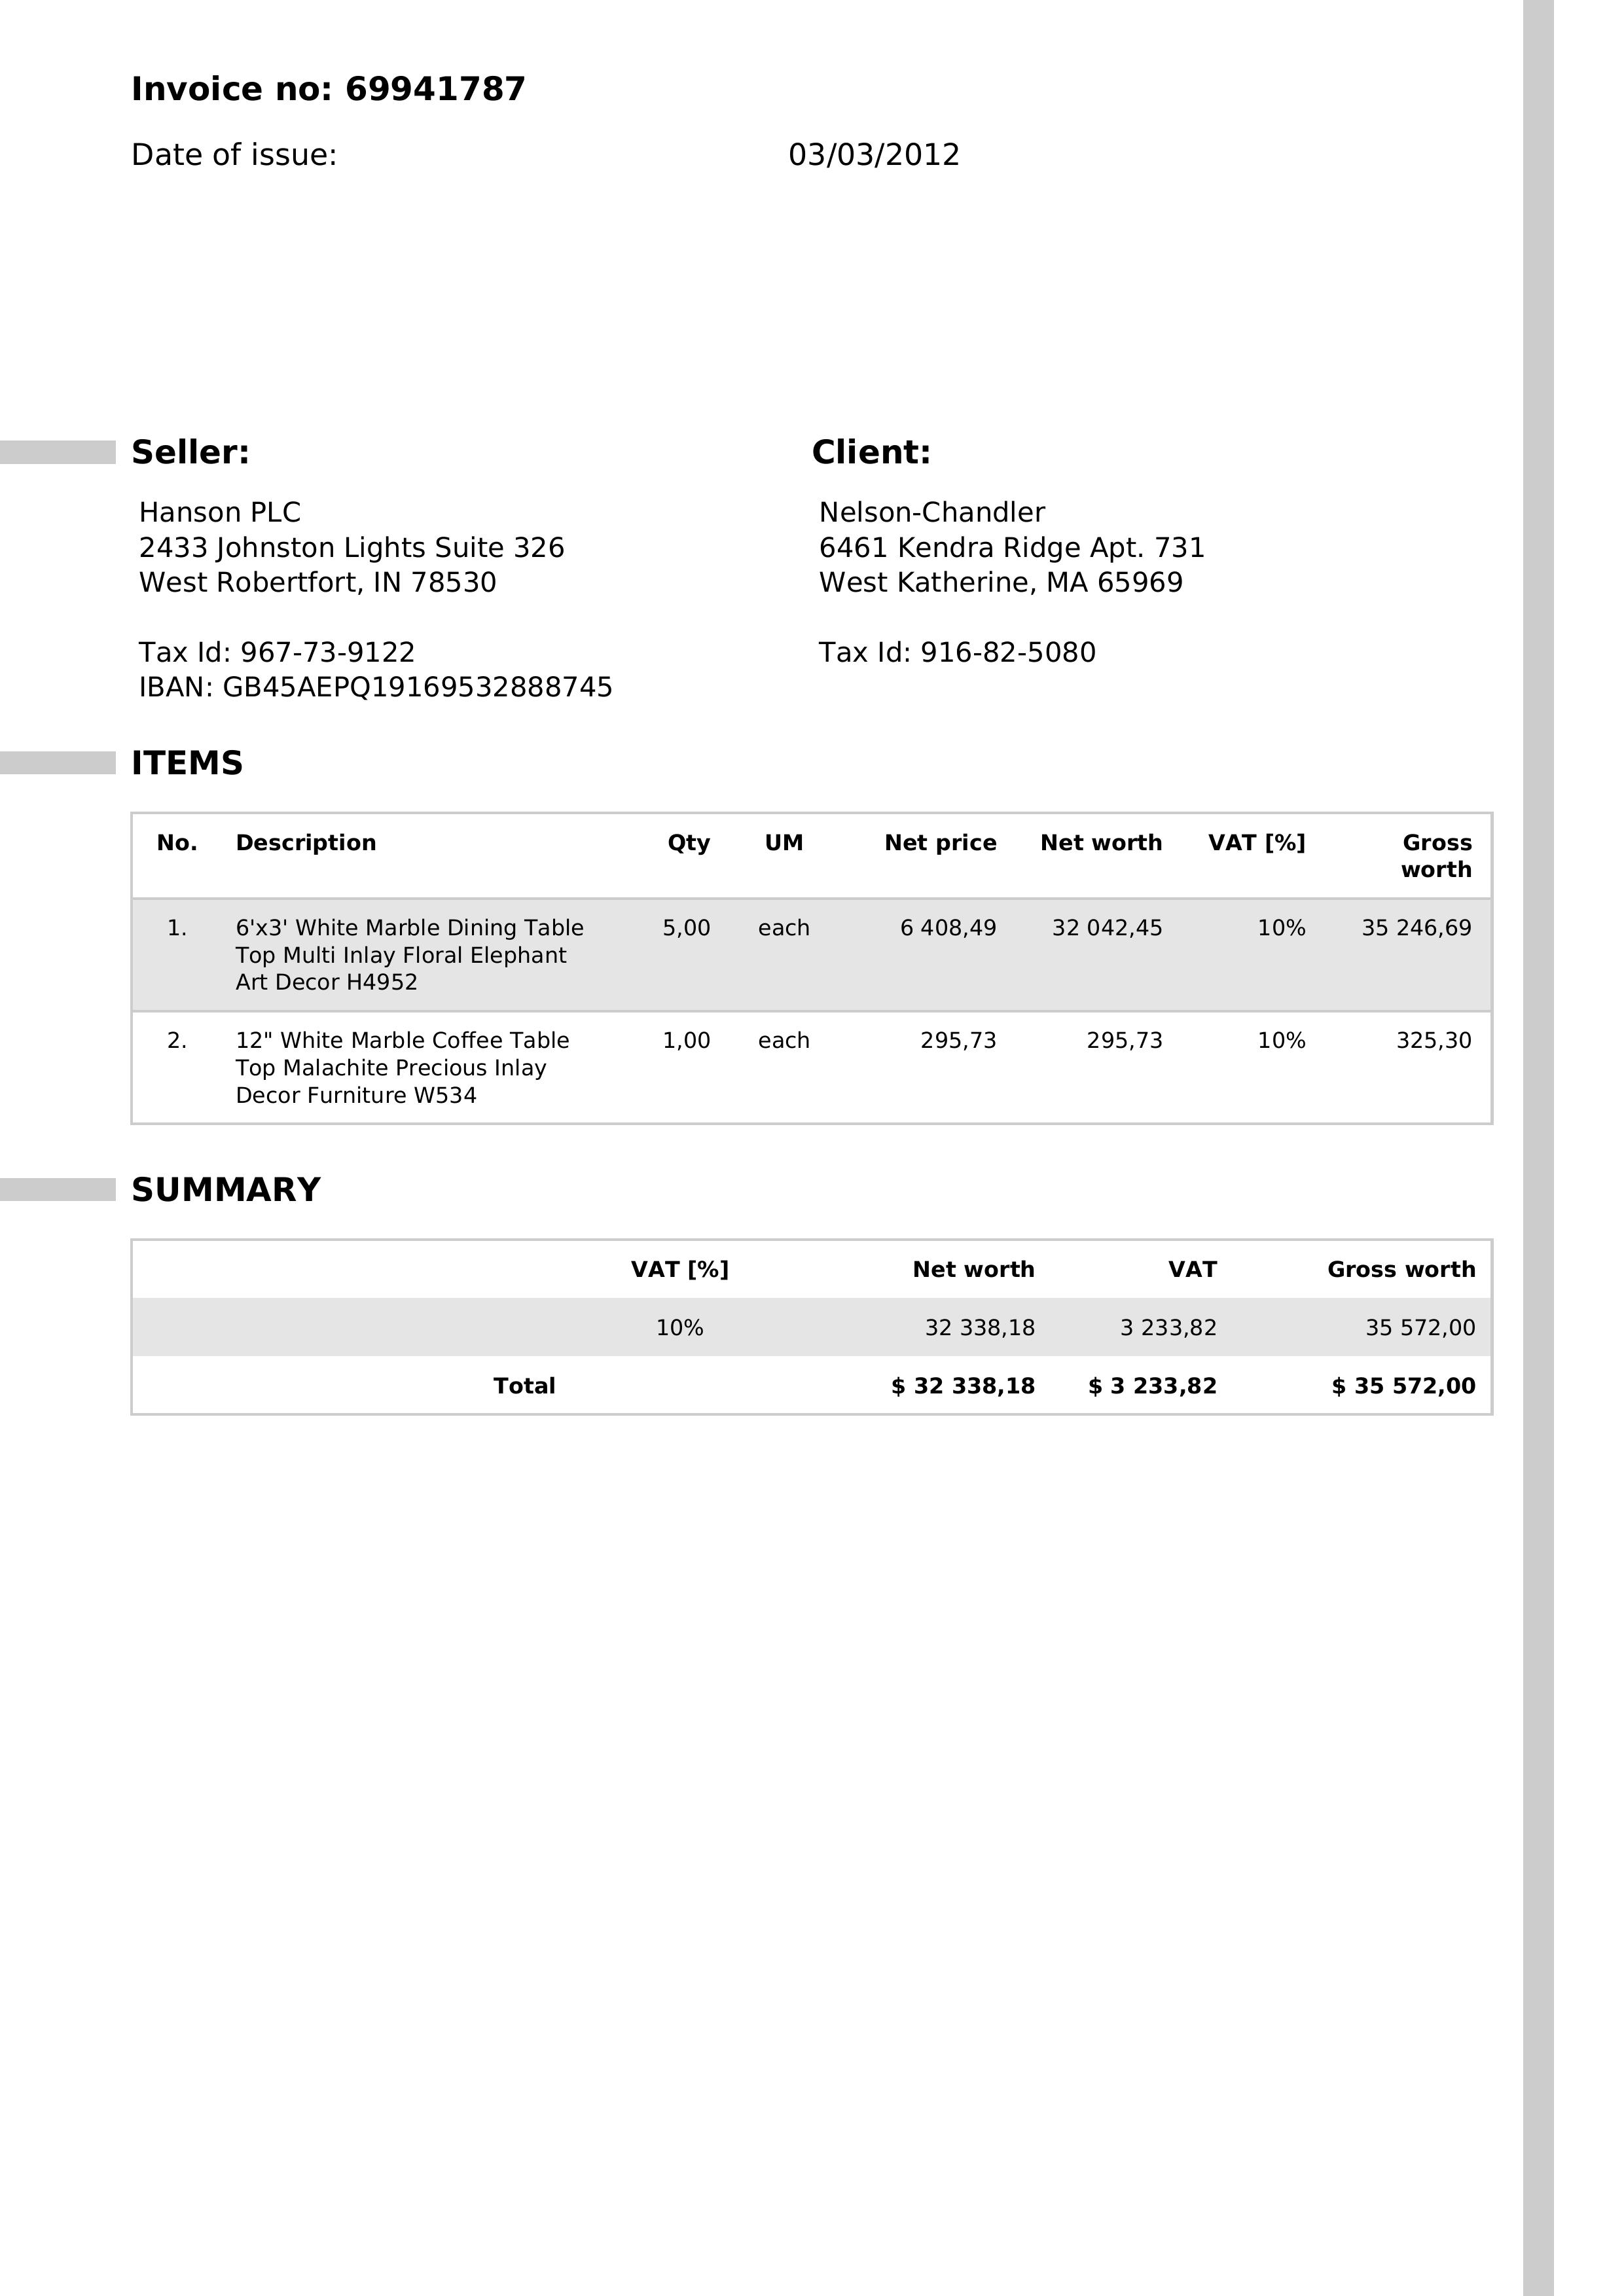 Invoice no: 69941787
Date of issue: 03/03/2012
Seller: Client:
Hanson PLC Nelson-Chandler
2433 Johnston Lights Suite 326 6461 Kendra Ridge Apt. 731
West Robertfort, IN 78530 West Katherine, MA 65969
Tax Id: 967-73-9122 Tax Id: 916-82-5080
IBAN: GB45AEPQ19169532888745
ITEMS
No. Description Qty UM Net price Net worth VAT [%] Gross
worth
1. 6'x3' White Marble Dining Table 5,00 each 6 408,49 32 042,45 10% 35 246,69
Top Multi Inlay Floral Elephant
Art Decor H4952
2. 12" White Marble Coffee Table 1,00 each 295,73 295,73 10% 325,30
Top Malachite Precious Inlay
Decor Furniture W534
SUMMARY
VAT [%] Net worth VAT Gross worth
10% 32 338,18 3 233,82 35 572,00
Total $ 32 338,18 $ 3 233,82 $ 35 572,00